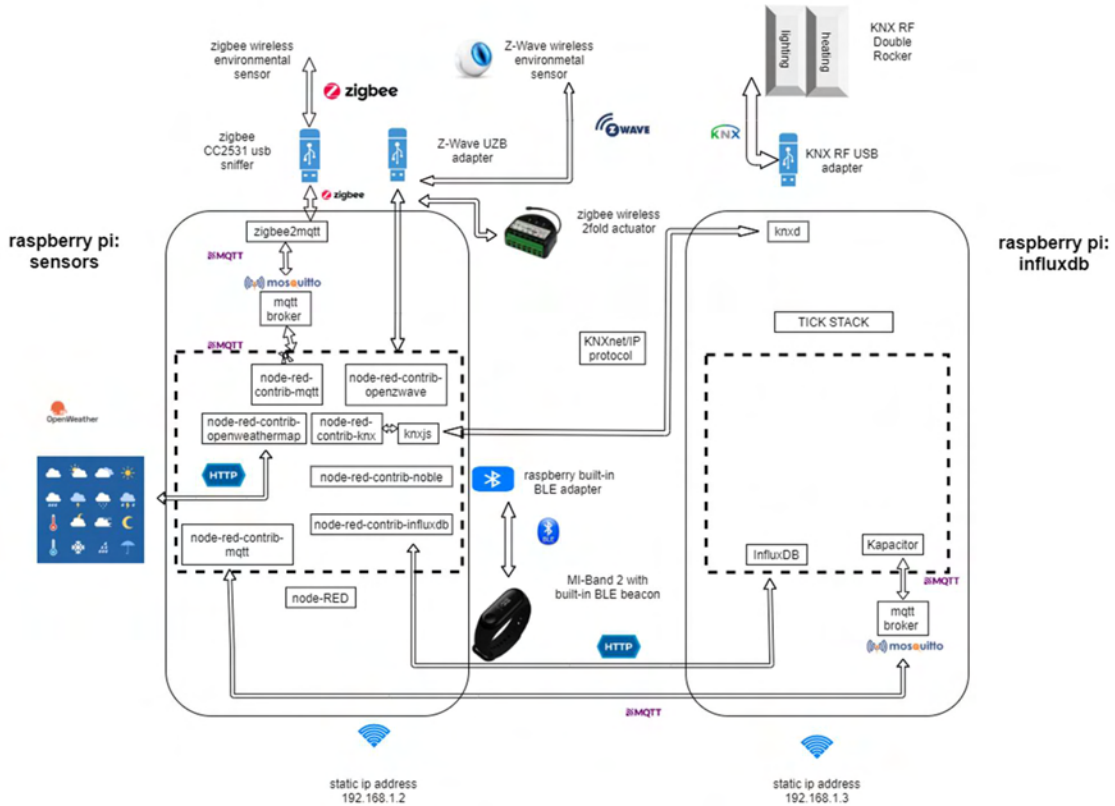 zigbee wireless
environmental
sensor
zigbee
zigbee
CC2531 usb
sniffer
zigbee
Z-Wave wireless
environmetal
sensor
Z-Wave UZB
adapter
Z WAVE
lighting
heating
KNX RF
Double
Rocker
KNX
KNX RF USB
adapter
zigbee wireless
2fold actuator
raspberry pi:
sensors
raspberry pi:
influxdb
zigbee2mqtt
MQTT
mosquitto
mqtt
broker
MQTT
node-red-
contrib-mqtt
node-red-contrib-
openzwave
node-red-contrib-
openweathermap
node-red-
contrib-knx
knxjs
HTTP
node-red-contrib-noble
node-red-contrib-influxdb
node-red-contrib-
mqtt
node-RED
OpenWeather
KNXnet/IP
protocol
raspberry built-in
BLE adapter
BLE
MI-Band 2 with
built-in BLE beacon
HTTP
MQTT
knxd
TICK STACK
InfluxDB
Kapacitor
MQTT
mqtt
broker
mosquitto
static ip address
192.168.1.2
static ip address
192.168.1.3